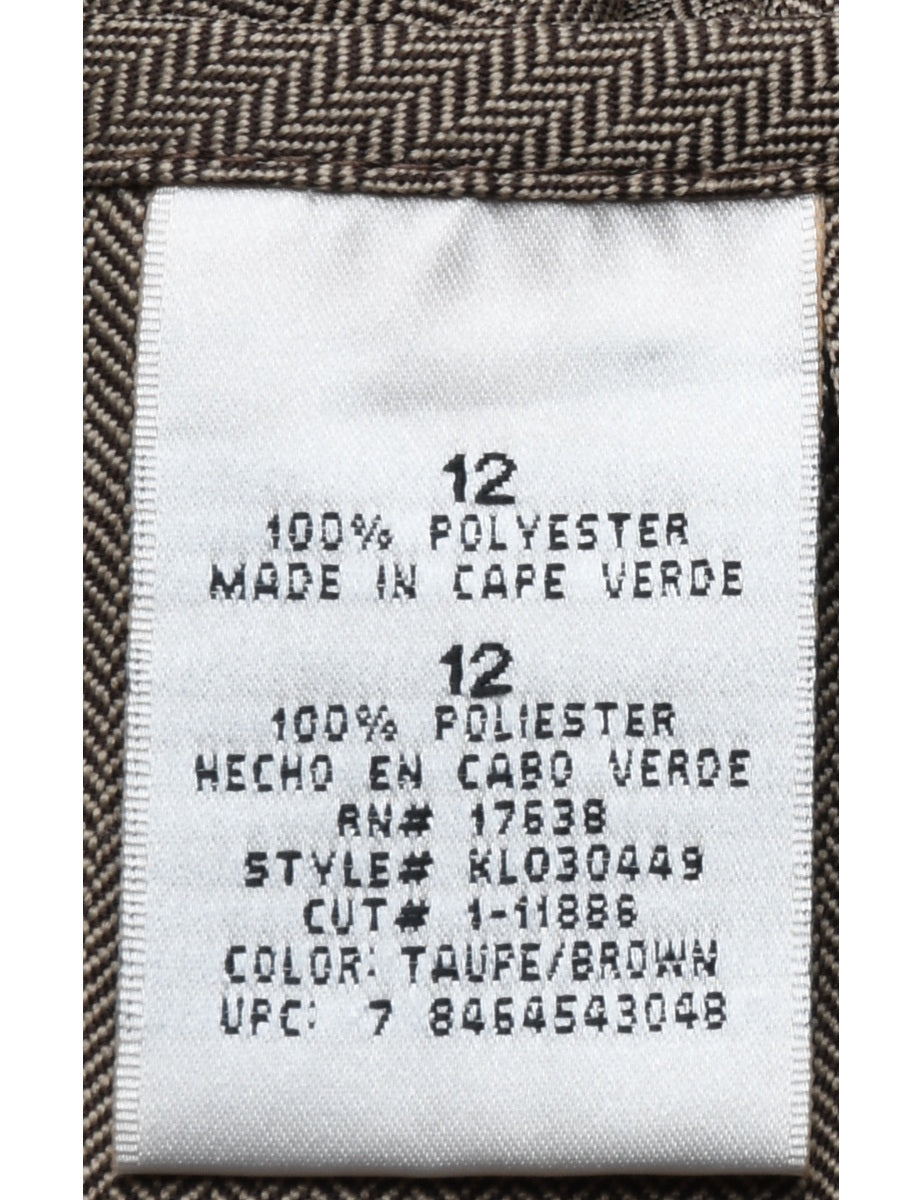 12
100% POLYESTER
MADE IN CAPE VERDE
12
100% POLIESTER
HECHO EN CABO VERDE
RN# 17638
STYLE# KL030449
CUT# 1-11886
COLOR: TAUPE/BROWN
UPC: 7 8464543048